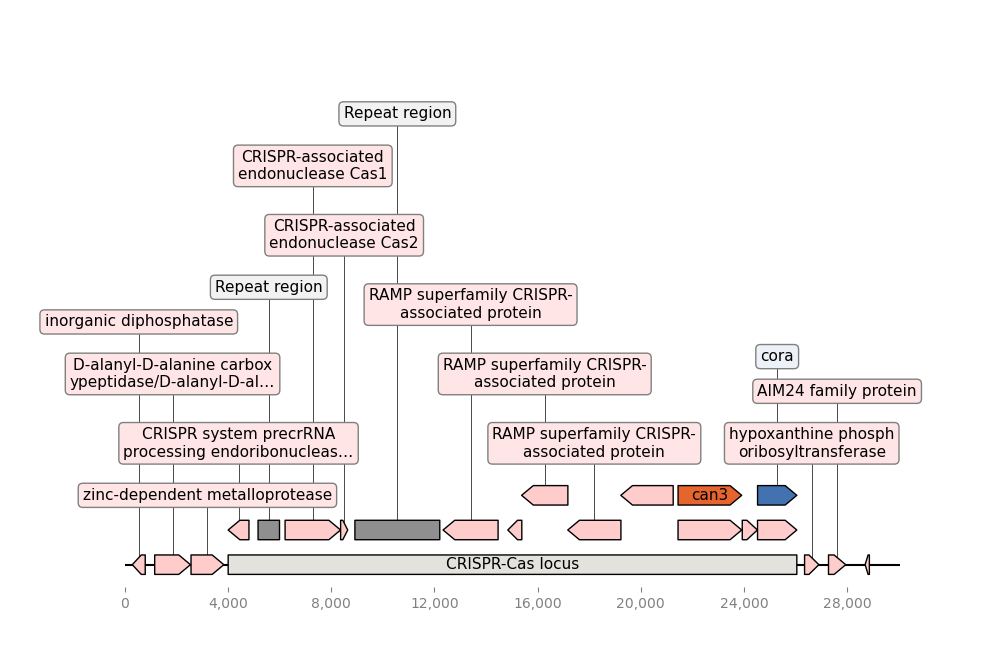 Repeat region
CRISPR-associated
endonuclease Cas1
CRISPR-associated
endonuclease Cas2
Repeat region
RAMP superfamily CRISPR-
associated protein
inorganic diphosphatase
cora
D-alanyl-D-alanine carbox
ypeptidase/D-alanyl-D-al...
RAMP superfamily CRISPR-
associated protein
AIM24 family protein
CRISPR system precrRNA
processing endoribonucleas...
RAMP superfamily CRISPR-
associated protein
hypoxanthine phosph
oribosyltransferase
zinc-dependent metalloprotease
can3
CRISPR-Cas locus
0 4,000 8,000 12,000 16,000 20,000 24,000 28,000